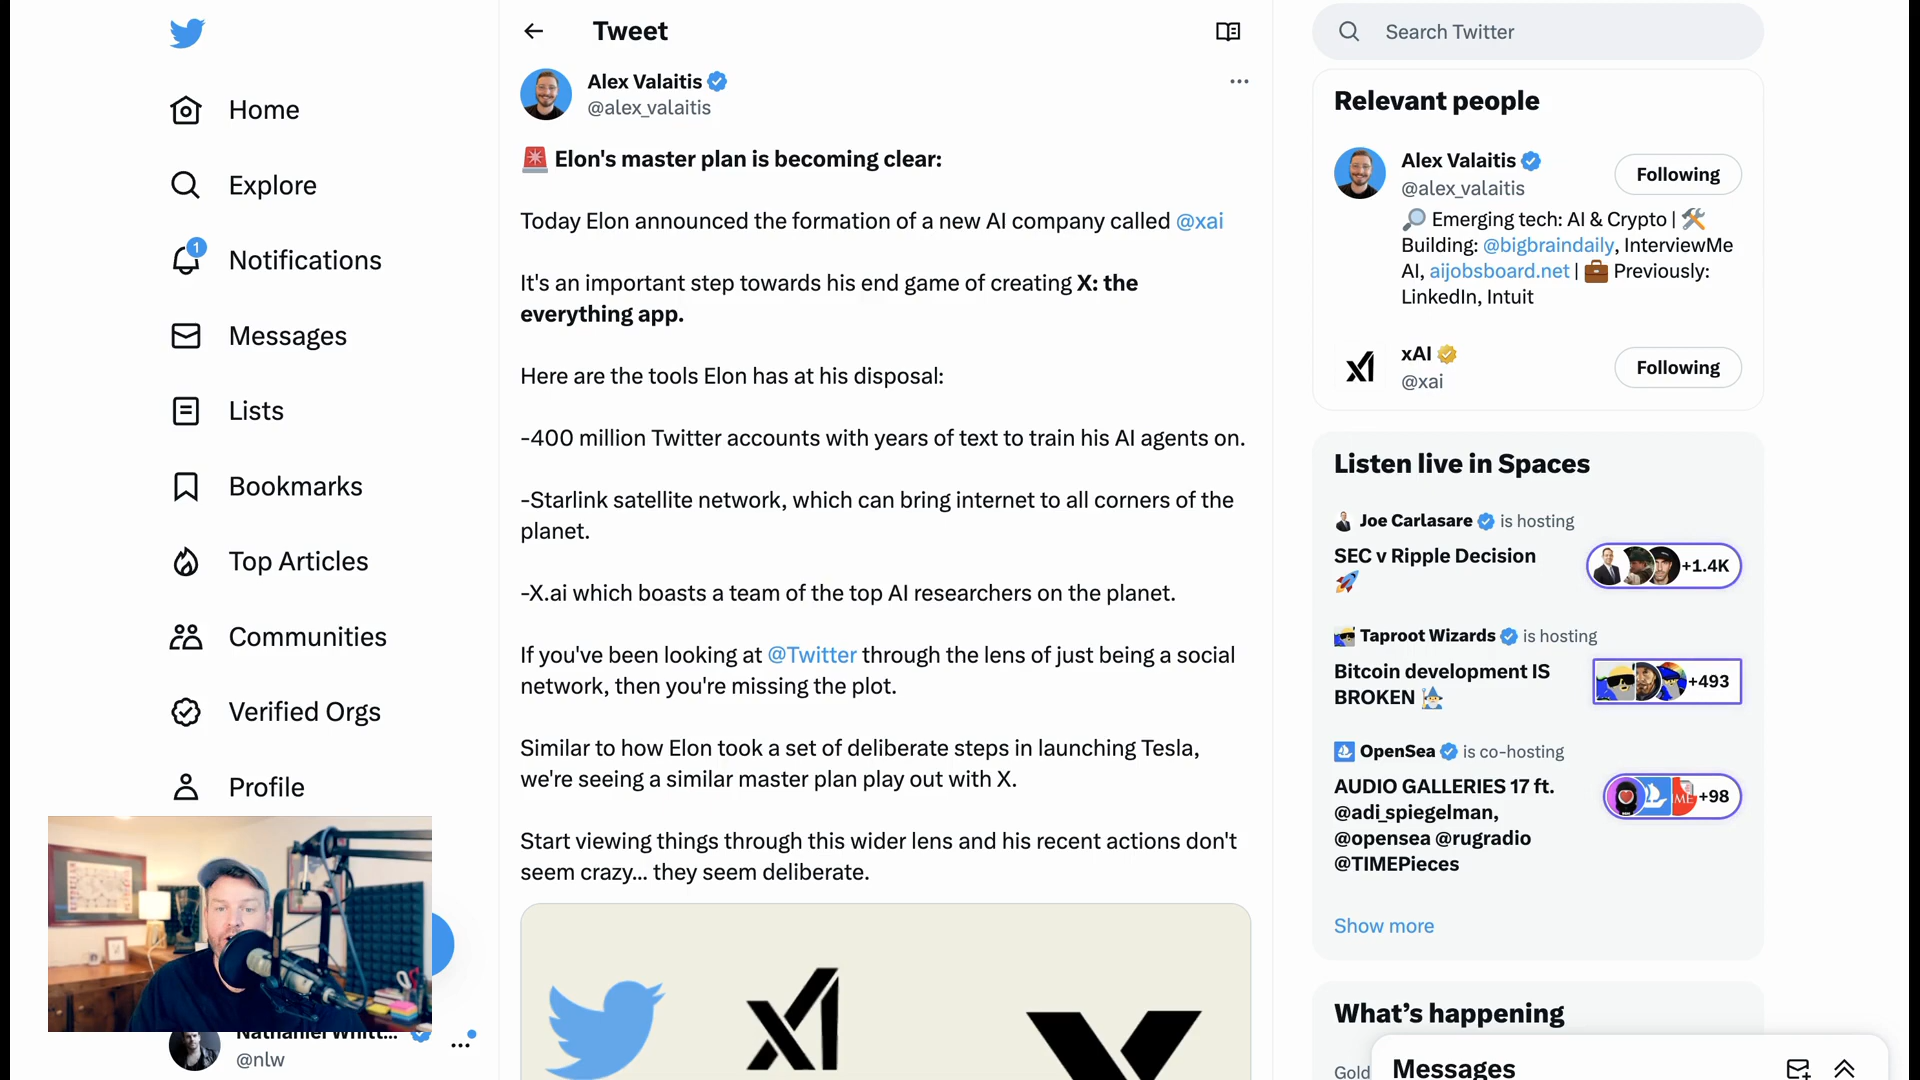 Home
Explore
1
Notifications
Messages
Lists
Bookmarks
Top Articles
Communities
Verified Orgs
Profile
Nathaniel Whitt...
@nlw
Tweet
Alex Valaitis
@alex_valaitis
Elon's master plan is becoming clear:
Today Elon announced the formation of a new AI company called @xai
It's an important step towards his end game of creating X: the
everything app.
Here are the tools Elon has at his disposal:
-400 million Twitter accounts with years of text to train his AI agents on.
-Starlink satellite network, which can bring internet to all corners of the
planet.
-X.ai which boasts a team of the top AI researchers on the planet.
If you've been looking at @Twitter through the lens of just being a social
network, then you're missing the plot.
Similar to how Elon took a set of deliberate steps in launching Tesla,
we're seeing a similar master plan play out with X.
Start viewing things through this wider lens and his recent actions don't
seem crazy... they seem deliberate.
Search Twitter
Relevant people
Alex Valaitis
Following
@alex_valaitis
Emerging tech: AI & Crypto |
Building: @bigbraindaily, InterviewMe
AI, aijobsboard.net | Previously:
LinkedIn, Intuit
xAI
Following
@xai
Listen live in Spaces
Joe Carlasare is hosting
SEC v Ripple Decision
+1.4K
Taproot Wizards is hosting
Bitcoin development IS
BROKEN
+493
OpenSea is co-hosting
AUDIO GALLERIES 17 ft.
@adi_spiegelman,
@opensea @rugradio
@TIMEPieces
ME
+98
Show more
What's happening
Gold
Messages